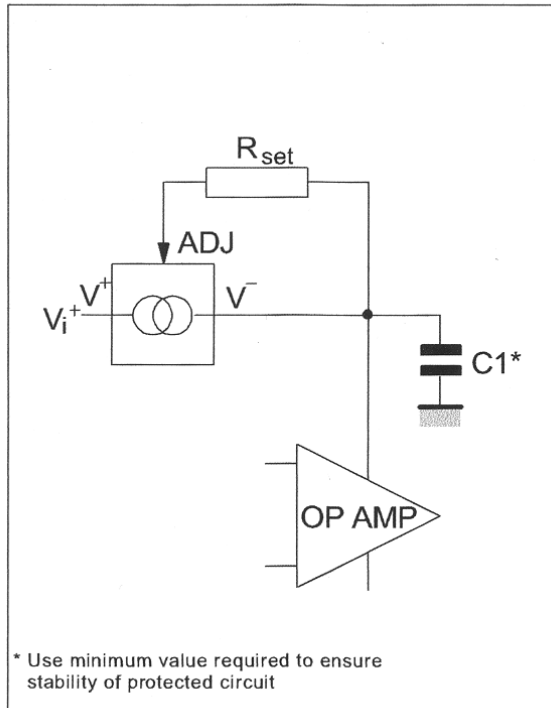 Rset
ADJ
V+
V−
Vi+
C1*
OP AMP
* Use minimum value required to ensure
stability of protected circuit